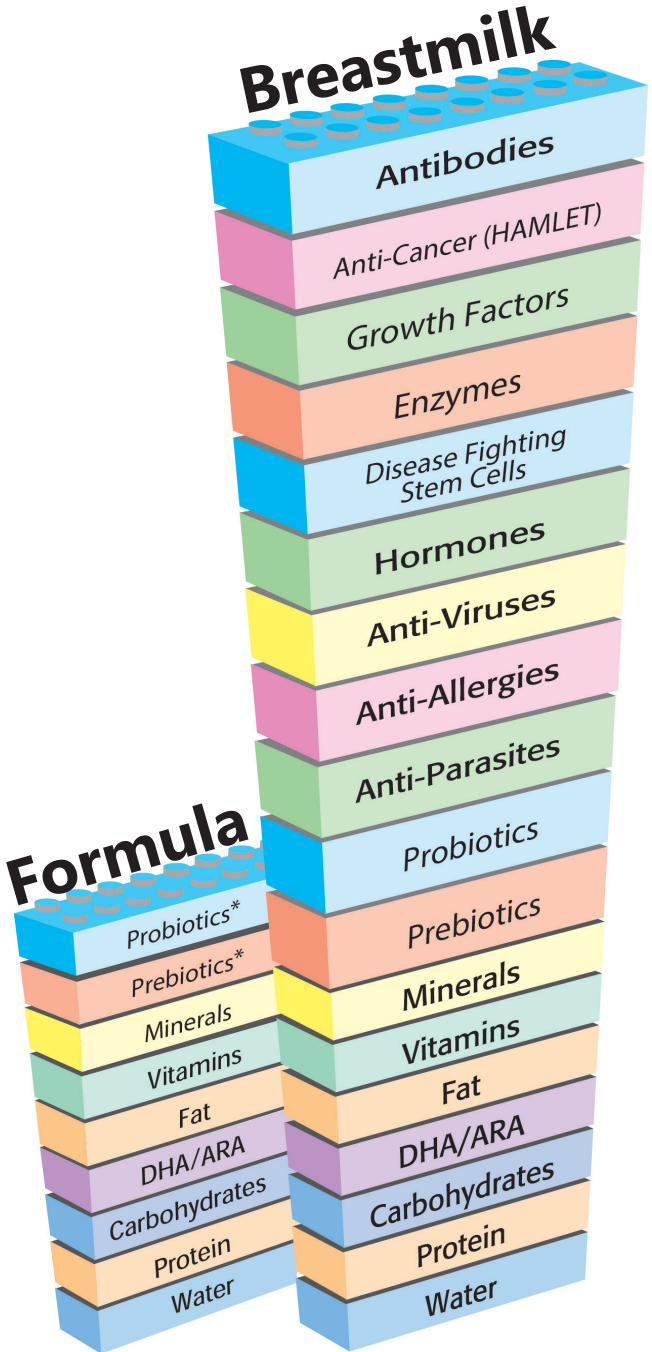 Breastmilk
Antibodies
Anti-Cancer (HAMLET)
Growth Factors
Enzymes
Disease Fighting
Stem Cells
Hormones
Anti-Viruses
Anti-Allergies
Anti-Parasites
Probiotics
Prebiotics
Minerals
Vitamins
Fat
DHA/ARA
Carbohydrates
Protein
Water
Formula
Probiotics*
Prebiotics*
Minerals
Vitamins
Fat
DHA/ARA
Carbohydrates
Protein
Water